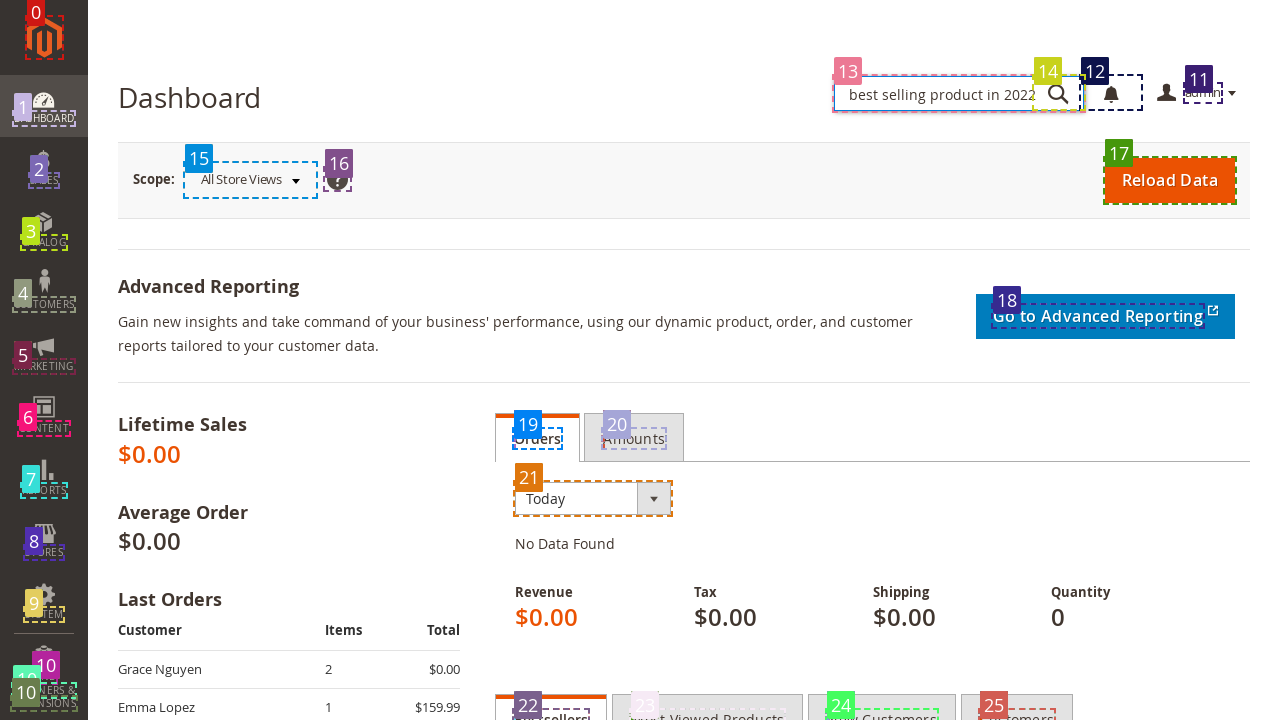 0
1
2
3
CATALOG
4
CUSTOMERS
5
MARKETING
6
CONTENT
7
REPORTS
8
STORES
9
SYSTEM
10
10
Dashboard
13
best selling product in 2022
14
12
11
admin
Scope:
15
All Store Views
16
17
Reload Data
Advanced Reporting
Gain new insights and take command of your business' performance, using our dynamic product, order, and customer
reports tailored to your customer data.
18
Go to Advanced Reporting
Lifetime Sales
$0.00
Average Order
$0.00
Last Orders
Customer Items Total
Grace Nguyen 2 $0.00
Emma Lopez 1 $159.99
19
Orders
20
Amounts
21
Today
No Data Found
Revenue Tax Shipping Quantity
$0.00 $0.00 $0.00 0
22
Bestsellers
23
Most Viewed Products
24
New Customers
25
Customers